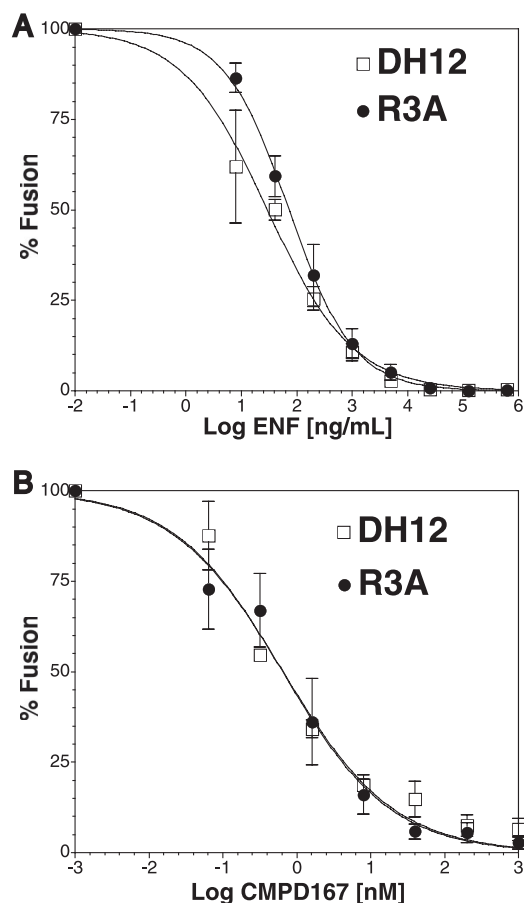 A
100
75
50
25
0
% Fusion
DH12
R3A
-2 -1 0 1 2 3 4 5 6
Log ENF [ng/mL]
B
100
75
50
25
0
% Fusion
DH12
R3A
-3 -2 -1 0 1 2 3
Log CMPD167 [nM]